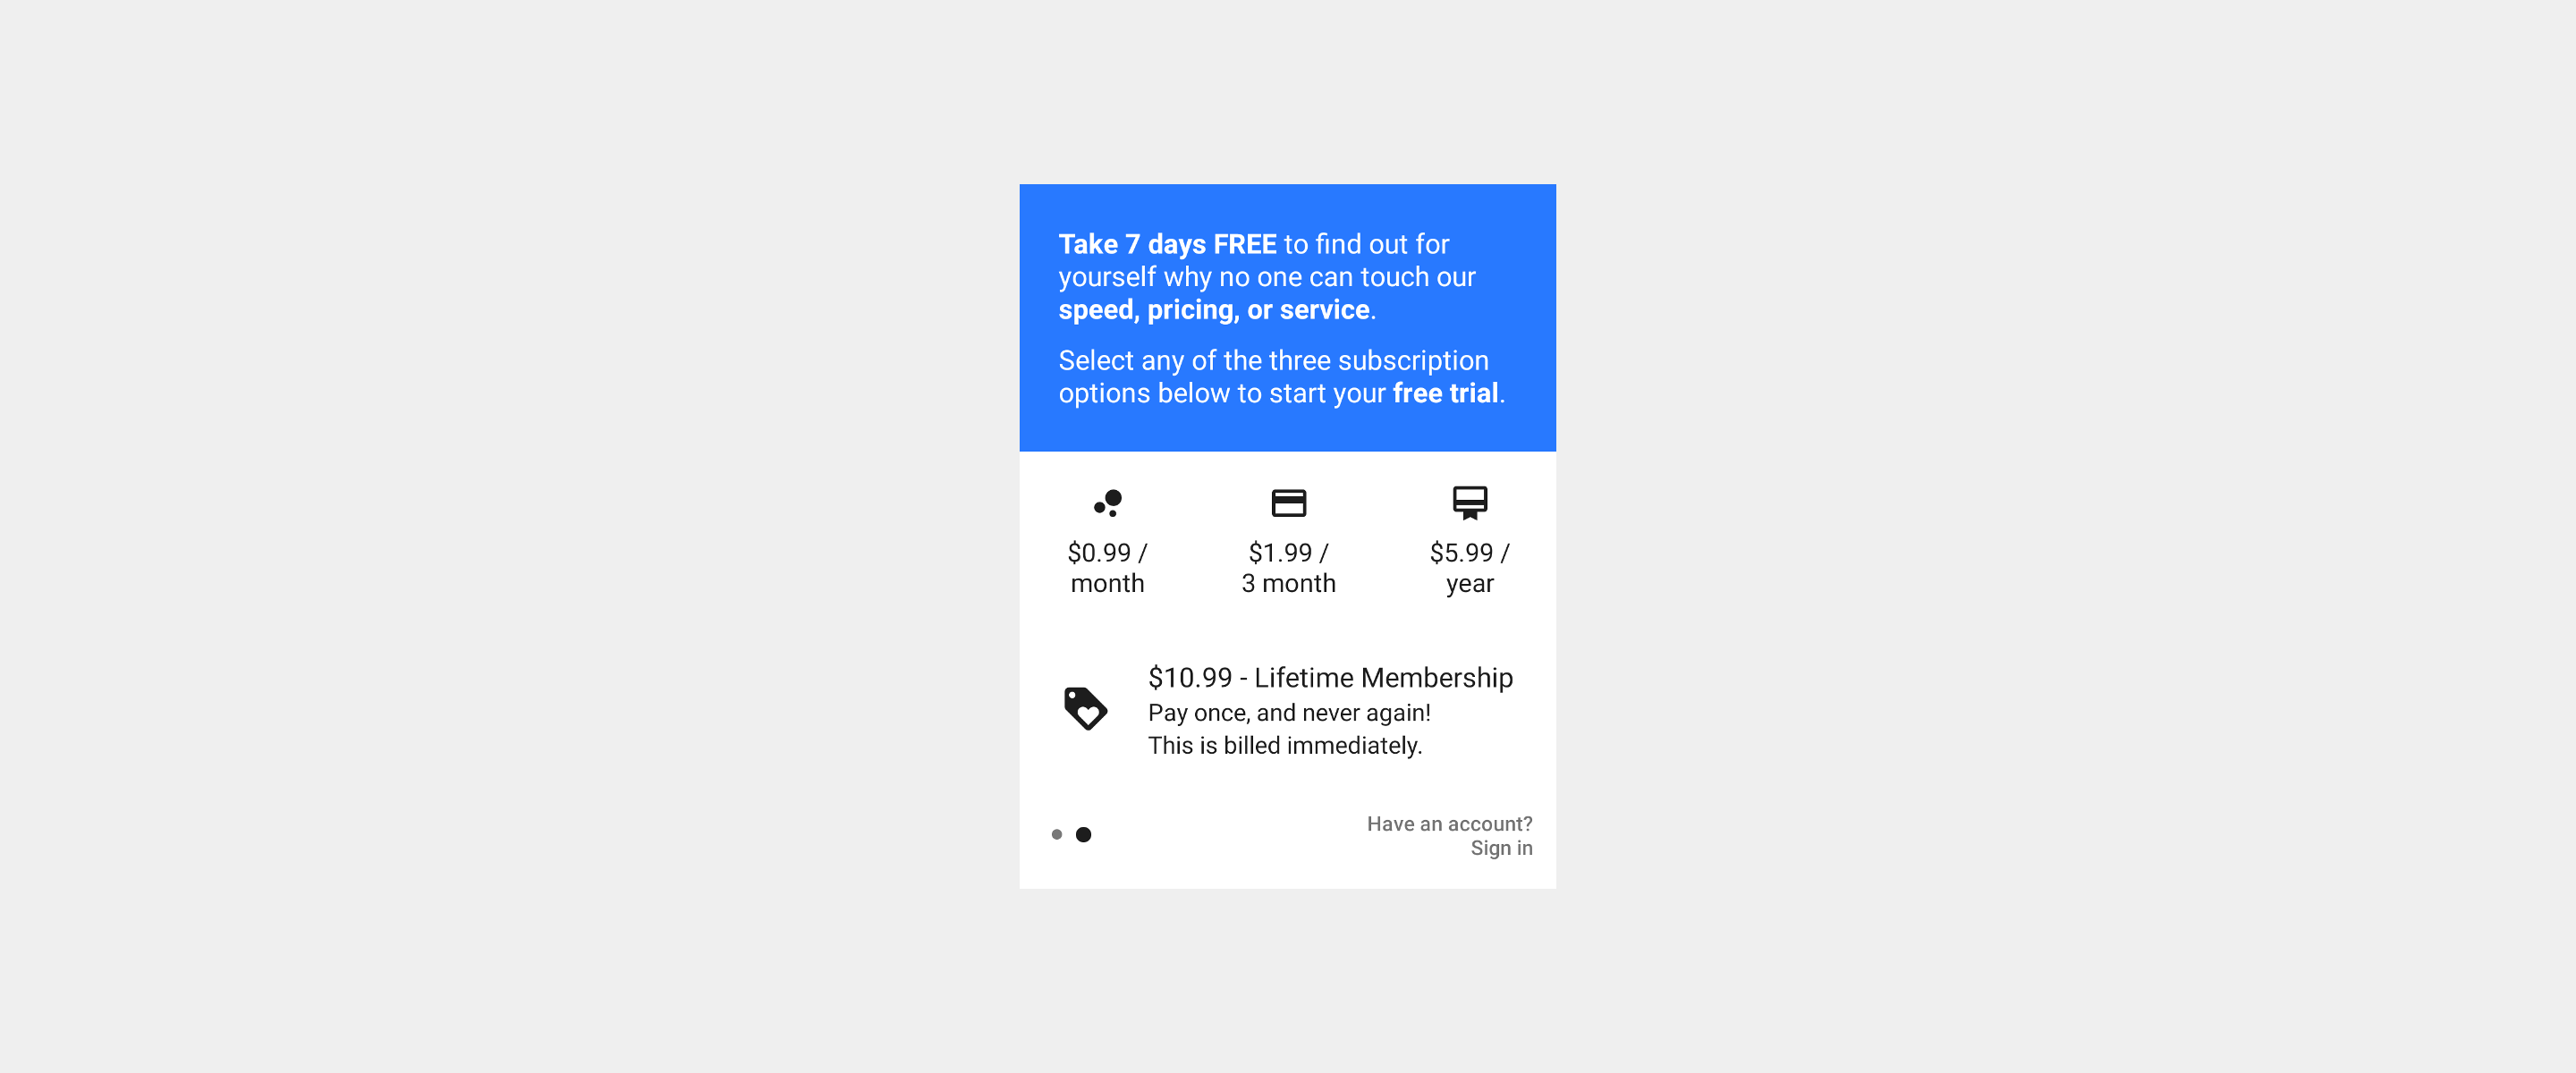 Take 7 days FREE to find out for
yourself why no one can touch our
speed, pricing, or service.
Select any of the three subscription
options below to start your free trial.
$0.99 /
month
$1.99 /
3 month
$5.99 /
year
$10.99 - Lifetime Membership
Pay once, and never again!
This is billed immediately.
Have an account?
Sign in